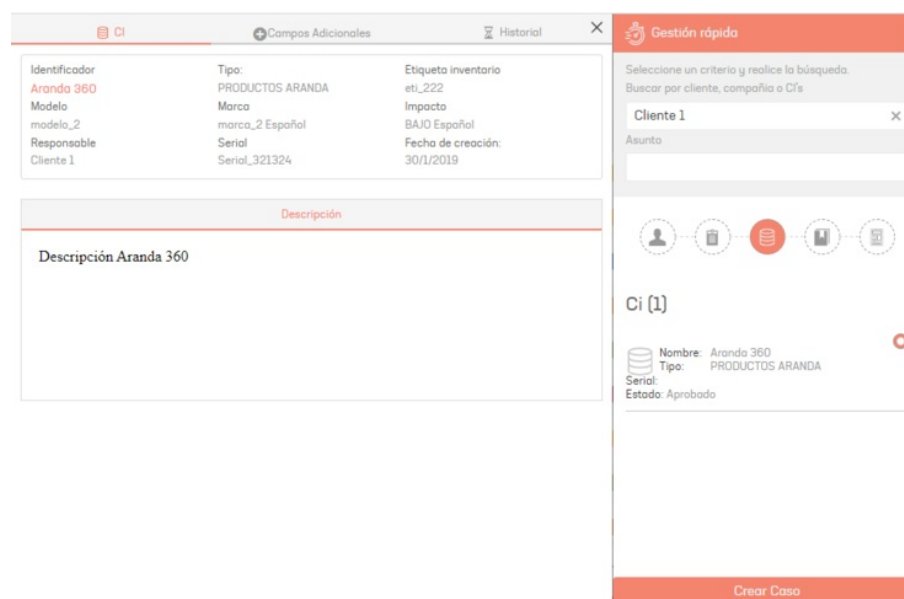 CI
Campos Adicionales
Historial
Identificador
Tipo:
Etiqueta inventario
Aranda 360
PRODUCTOS ARANDA
eti_222
Modelo
Marca
Impacto
modelo_2
marca_2 Español
BAJO Español
Responsable
Serial
Fecha de creación:
Cliente 1
Serial_321324
30/1/2019
Descripción
Descripción Aranda 360
Gestión rápida
Seleccione un criterio y realice la búsqueda.
Buscar por cliente, compañia o CI's
Cliente 1
Asunto
Ci (1)
Nombre: Aranda 360
Tipo: PRODUCTOS ARANDA
Serial:
Estado: Aprobado
Crear Caso